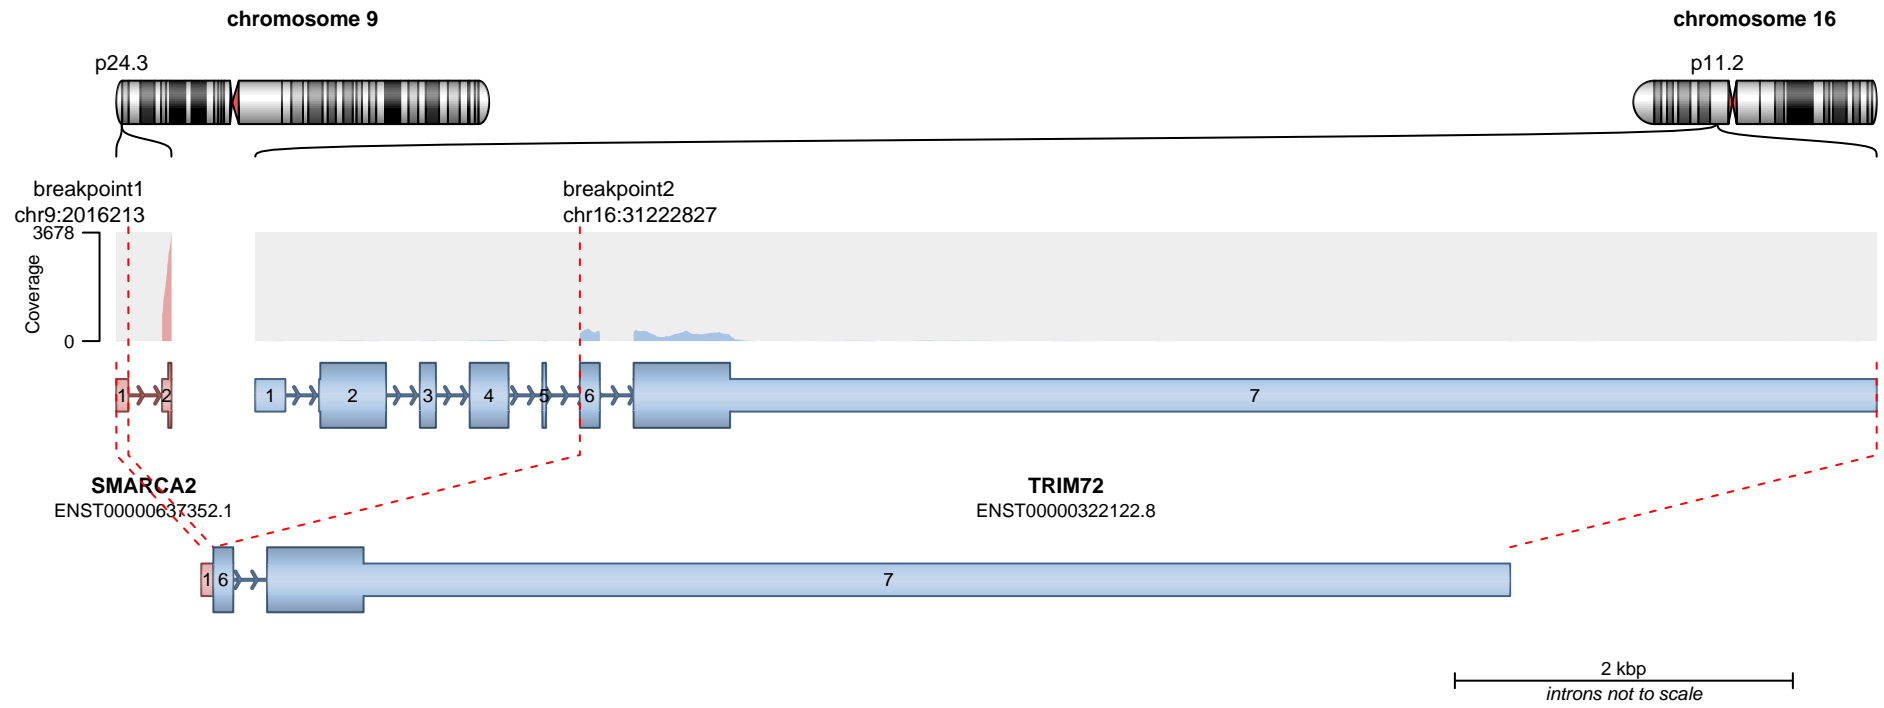 chromosome 9
chromosome 16
p24.3
p11.2
breakpoint1
chr9:2016213
breakpoint2
chr16:31222827
3678
Coverage
0
1
2
1
2
3
4
5
6
7
SMARCA2
ENST00000637352.1
TRIM72
ENST00000322122.8
1
6
7
2 kbp
introns not to scale